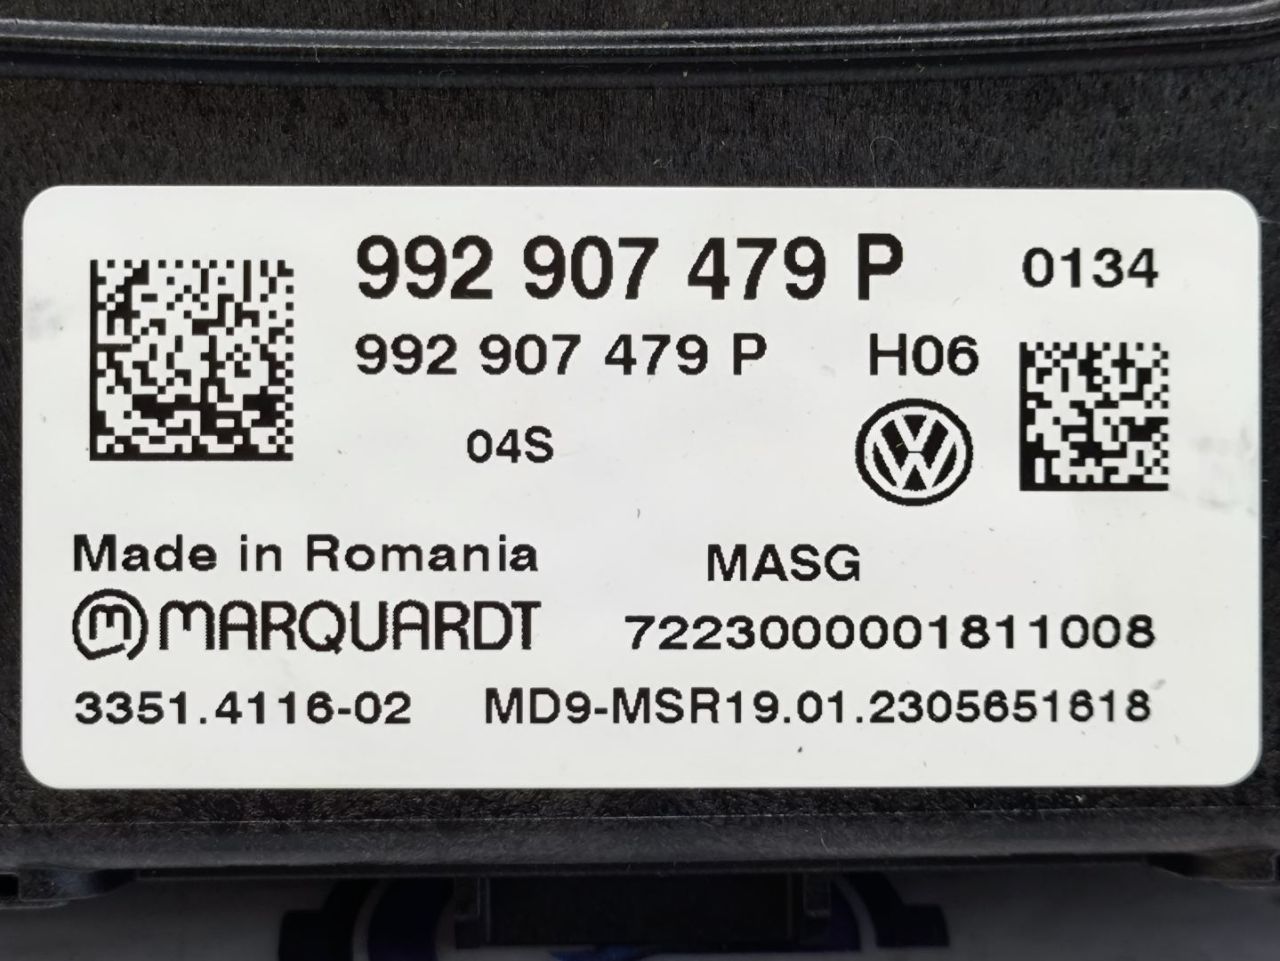 992 907 479 P 0134
992 907 479 P H06
04S
Made in Romania MASG
MARQUARDT 7223000001811008
3351.4116-02 MD9-MSR19.01.2305651618